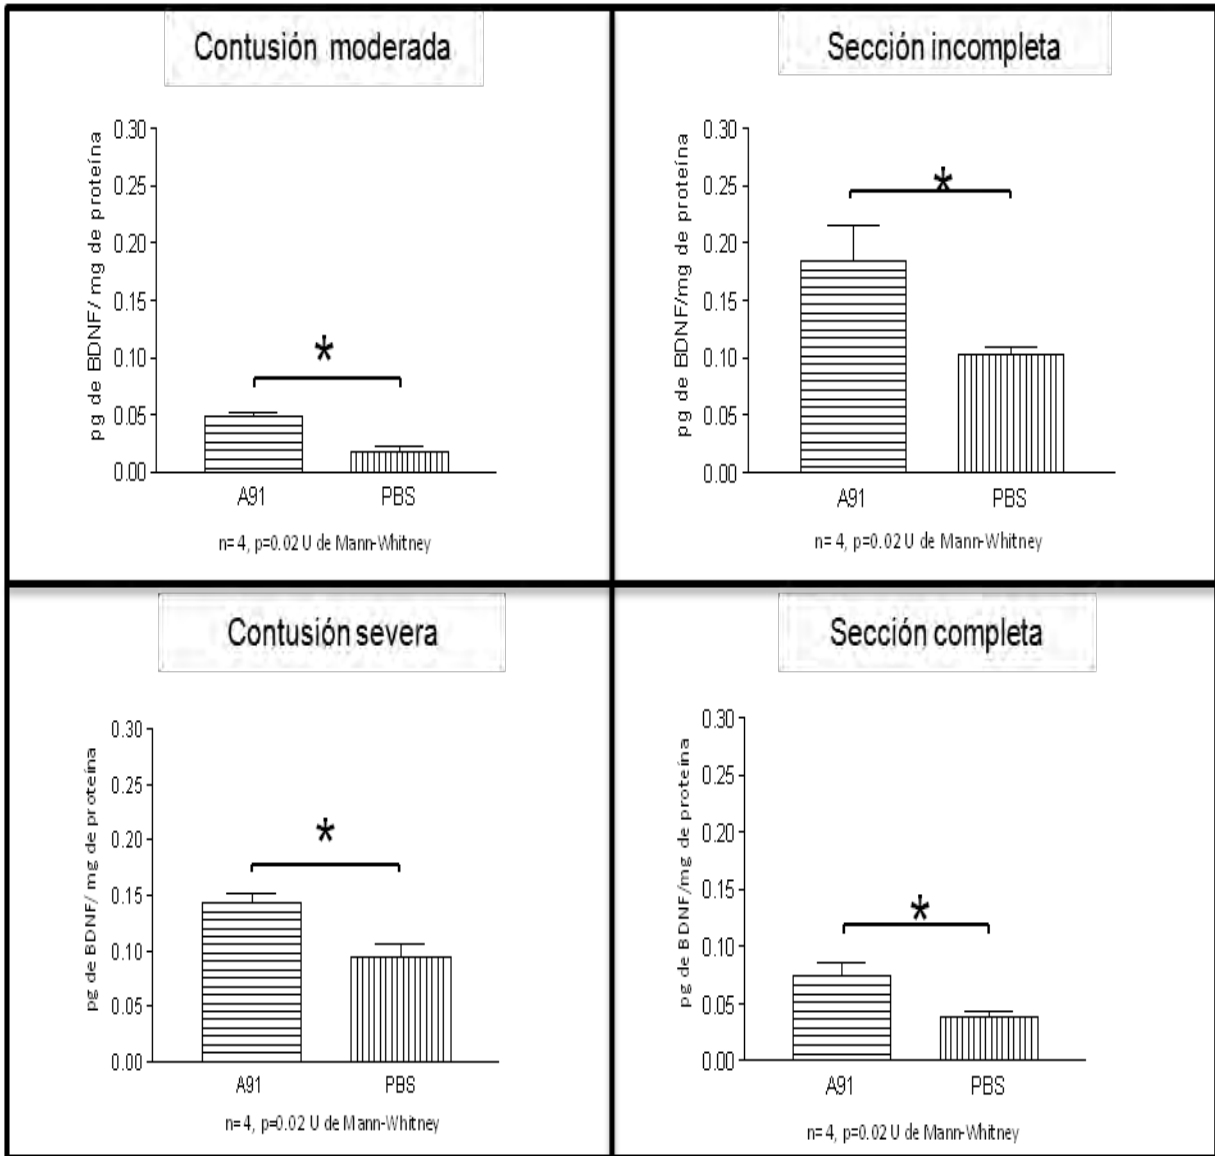 Contusión moderada
pg de BDNF/ mg de proteína
0.30
0.25
0.20
0.15
0.10
0.05
0.00
*
A91
PBS
n= 4, p=0.02 U de Mann-Whitney
Sección incompleta
pg de BDNF/mg de proteína
0.30
0.25
0.20
0.15
0.10
0.05
0.00
*
A91
PBS
n= 4, p=0.02 U de Mann-Whitney
Contusión severa
pg de BDNF/ mg de proteína
0.30
0.25
0.20
0.15
0.10
0.05
0.00
*
A91
PBS
n= 4, p=0.02 U de Mann-Whitney
Sección completa
pg de BDNF/mg de proteína
0.30
0.25
0.20
0.15
0.10
0.05
0.00
*
A91
PBS
n= 4, p=0.02 U de Mann-Whitney